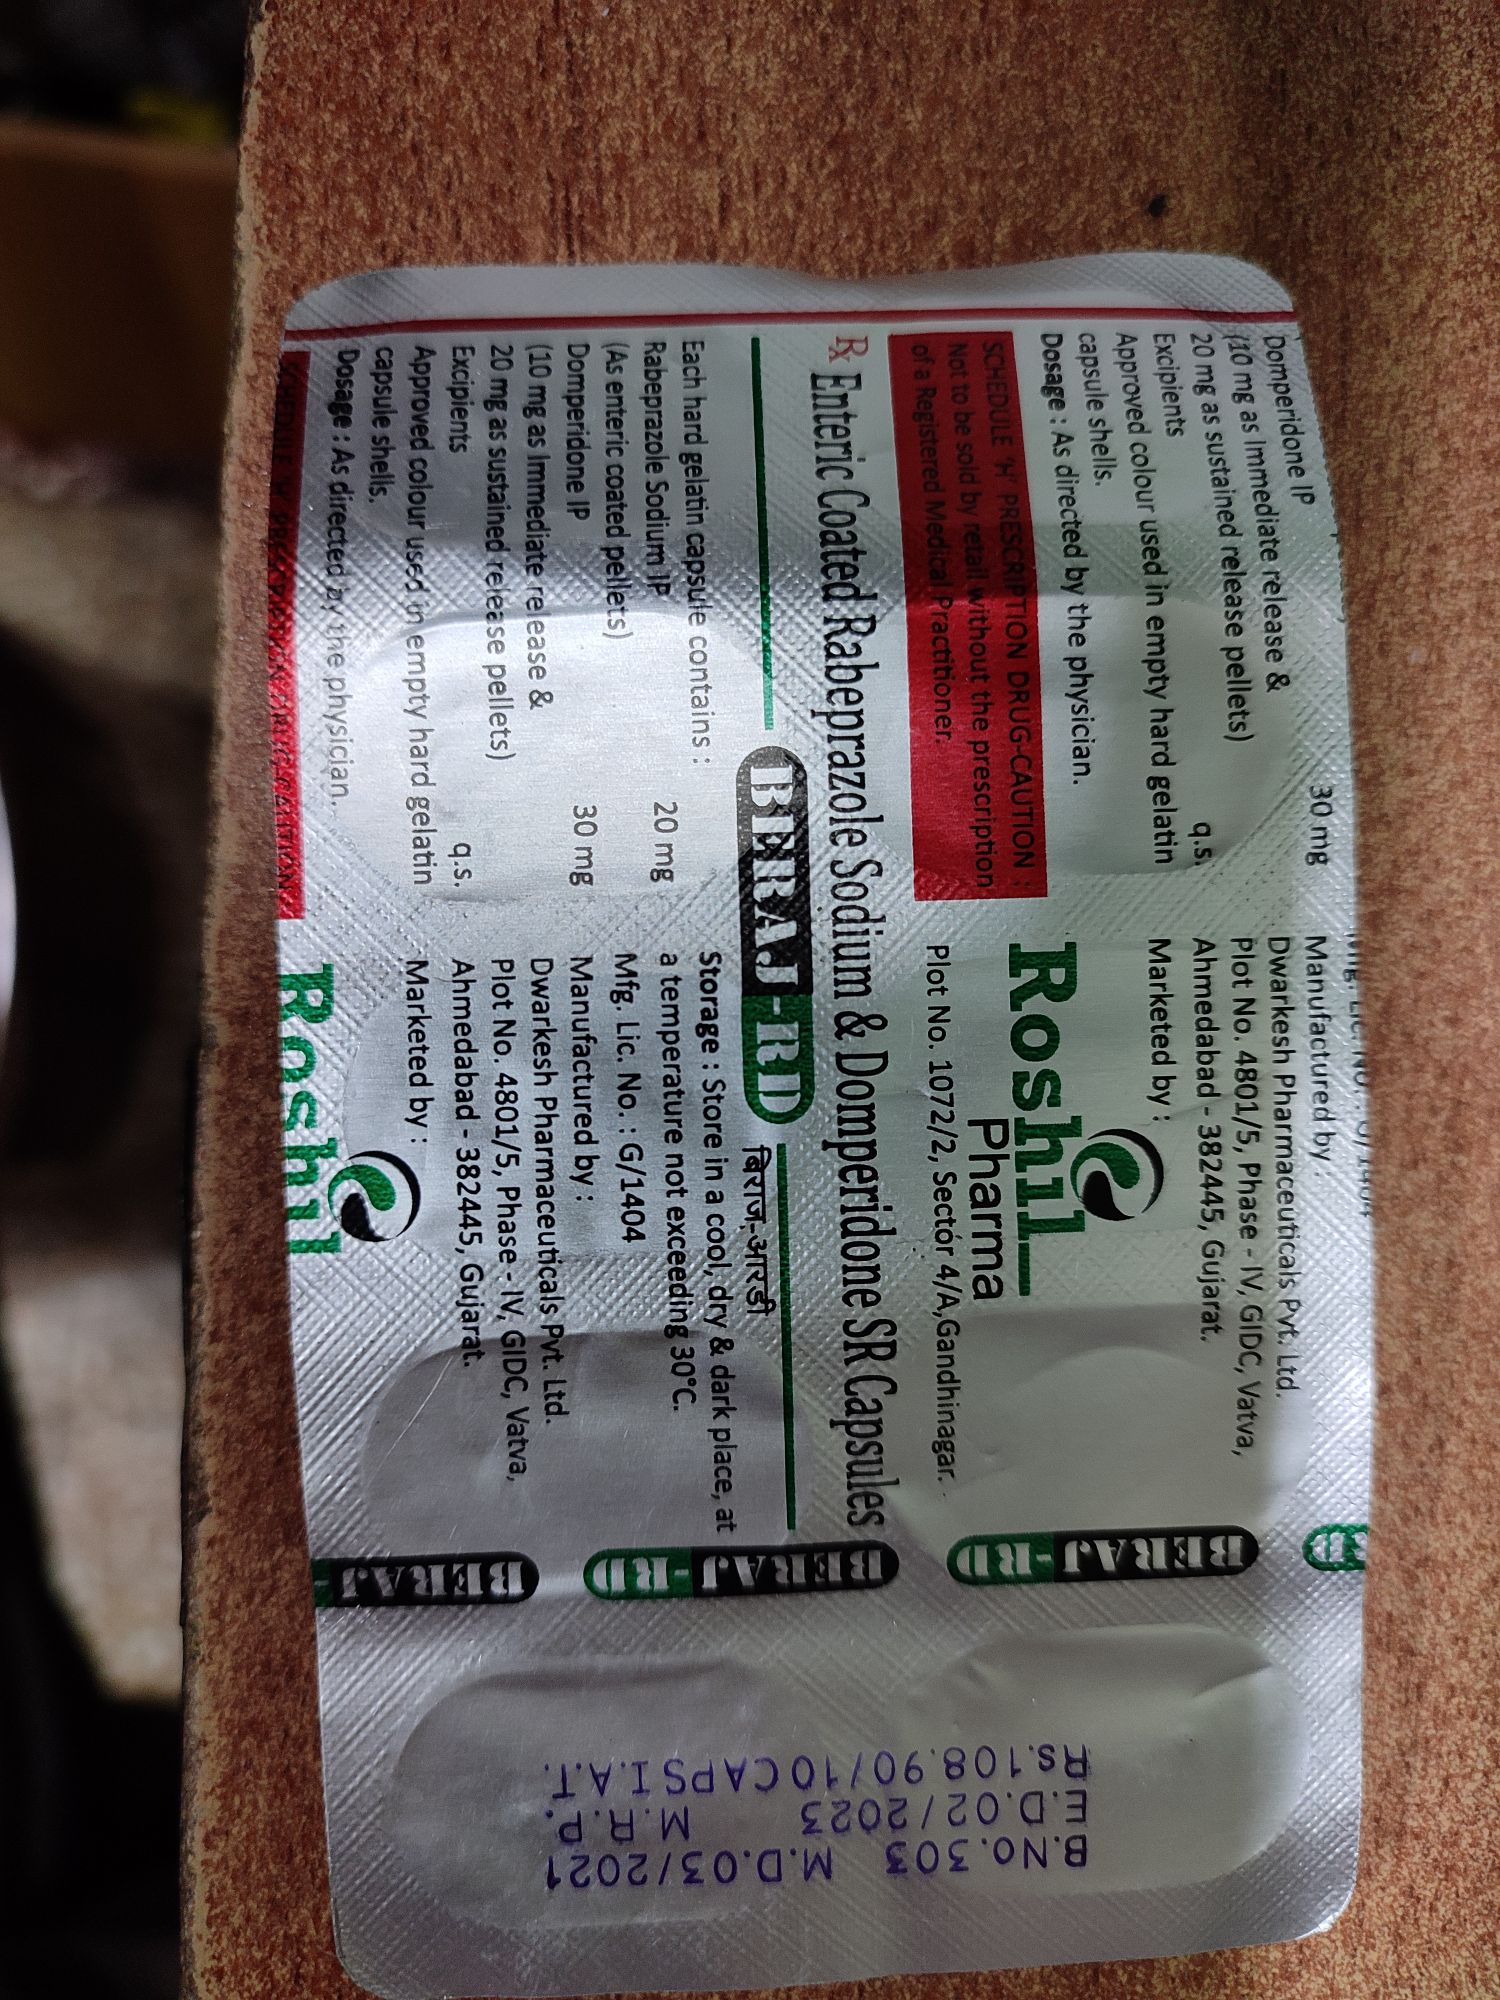 Domperidone IP 30 mg
(10 mg as Immediate release &
20 mg as sustained release pellets)
Excipients q.s.
Approved colour used in empty hard gelatin
capsule shells.
Dosage : As directed by the physician.
SCHEDULE 'H' PRESCRIPTION DRUG-CAUTION :
Not to be sold by retail without the prescription
of a Registered Medical Practitioner.
Manufactured by :
Dwarkesh Pharmaceuticals Pvt. Ltd.
Plot No. 4801/5, Phase - IV, GIDC, Vatva,
Ahmedabad - 382445, Gujarat.
Marketed by :
Roshil
Pharma
Plot No. 1072/2, Sector 4/A,Gandhinagar.
Rx Enteric Coated Rabeprazole Sodium & Domperidone SR Capsules
BERAJ-RD
बिराज-आरडी
Each hard gelatin capsule contains :
Rabeprazole Sodium IP 20 mg
(As enteric coated pellets)
Domperidone IP 30 mg
(10 mg as Immediate release &
20 mg as sustained release pellets)
Excipients q.s.
Approved colour used in empty hard gelatin
capsule shells.
Dosage : As directed by the physician.
SCHEDULE 'H' PRESCRIPTION DRUG-CAUTION :
Storage : Store in a cool, dry & dark place, at
a temperature not exceeding 30°C.
Mfg. Lic. No. : G/1404
Manufactured by :
Dwarkesh Pharmaceuticals Pvt. Ltd.
Plot No. 4801/5, Phase - IV, GIDC, Vatva,
Ahmedabad - 382445, Gujarat.
Marketed by :
Roshil
RD
BERAJ-RD
BERAJ-RD
BERAJ-
B.No.303 M.D.03/2021
E.D.02/2023 M.R.P.
Rs.108.90/10CAPS I.A.T.